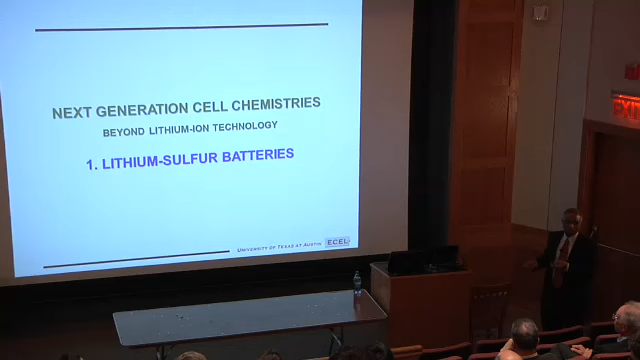 NEXT GENERATION CELL CHEMISTRIES
BEYOND LITHIUM-ION TECHNOLOGY
1. LITHIUM-SULFUR BATTERIES
UNIVERSITY OF TEXAS AT AUSTIN ECEL
EXIT